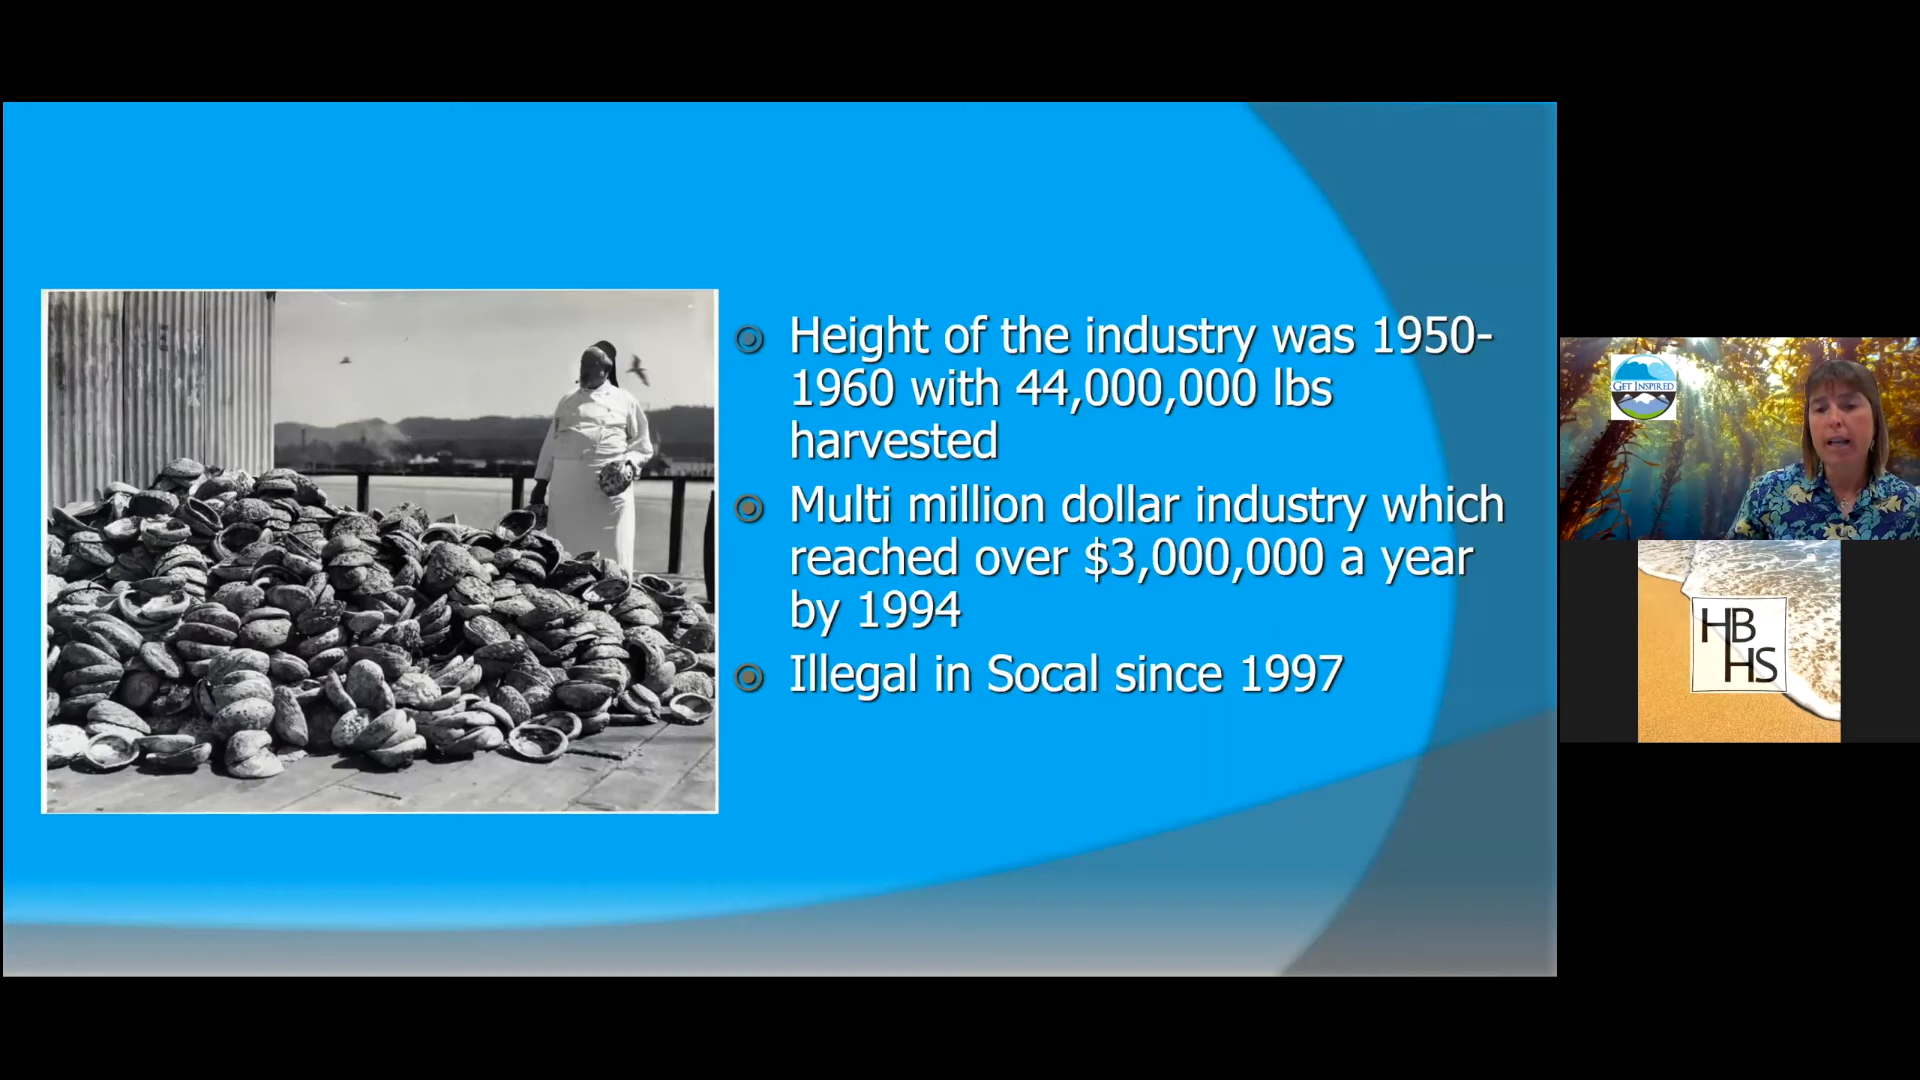 Height of the industry was 1950-
1960 with 44,000,000 lbs
harvested
Multi million dollar industry which
reached over $3,000,000 a year
by 1994
Illegal in Socal since 1997
GET INSPIRED
HB
HS